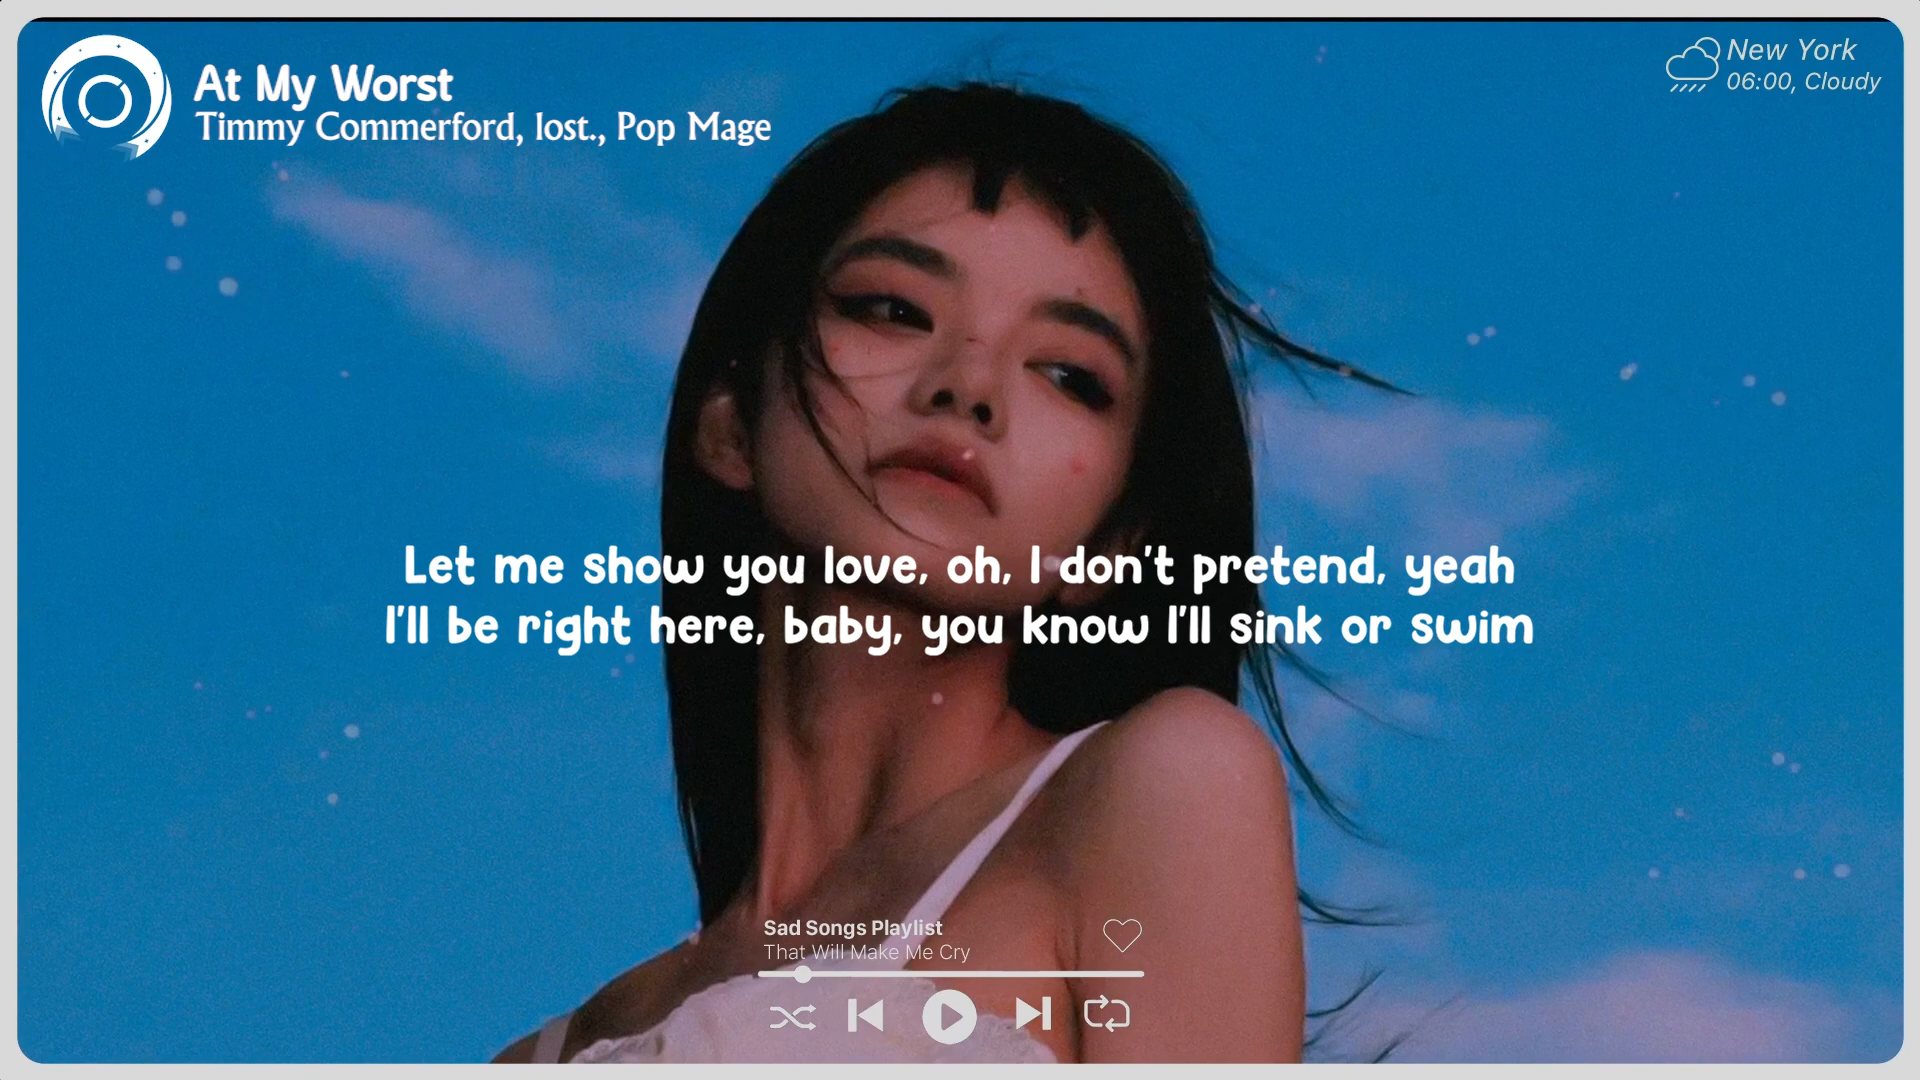 At My Worst
Timmy Commerford, lost., Pop Mage
New York
06:00, Cloudy
Let me show you love, oh, I don't pretend, yeah
I'll be right here, baby, you know I'll sink or swim
Sad Songs Playlist
That Will Make Me Cry